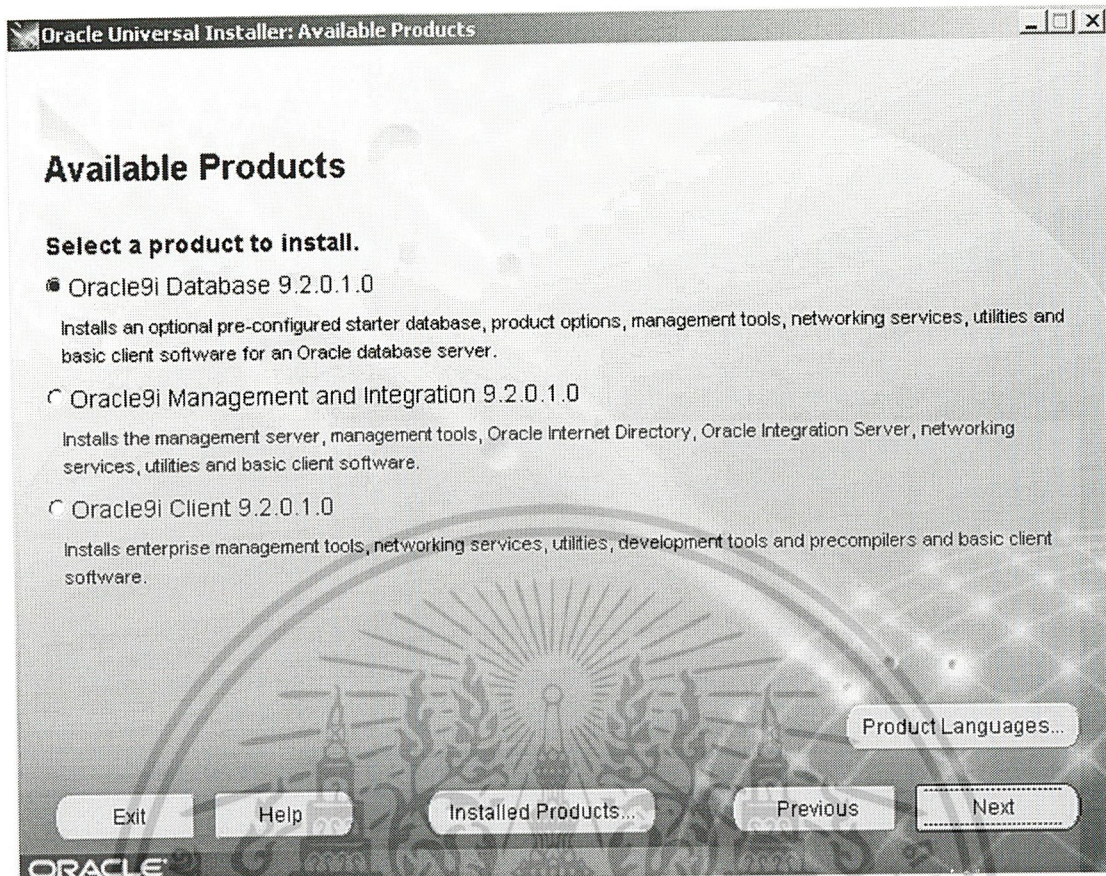 Oracle Universal Installer: Available Products
Available Products
Select a product to install.
Oracle9i Database 9.2.0.1.0
Installs an optional pre-configured starter database, product options, management tools, networking services, utilities and
basic client software for an Oracle database server.
Oracle9i Management and Integration 9.2.0.1.0
Installs the management server, management tools, Oracle Internet Directory, Oracle Integration Server, networking
services, utilities and basic client software.
Oracle9i Client 9.2.0.1.0
Installs enterprise management tools, networking services, utilities, development tools and precompilers and basic client
software.
Product Languages...
Exit
Help
Installed Products...
Previous
Next
ORACLE